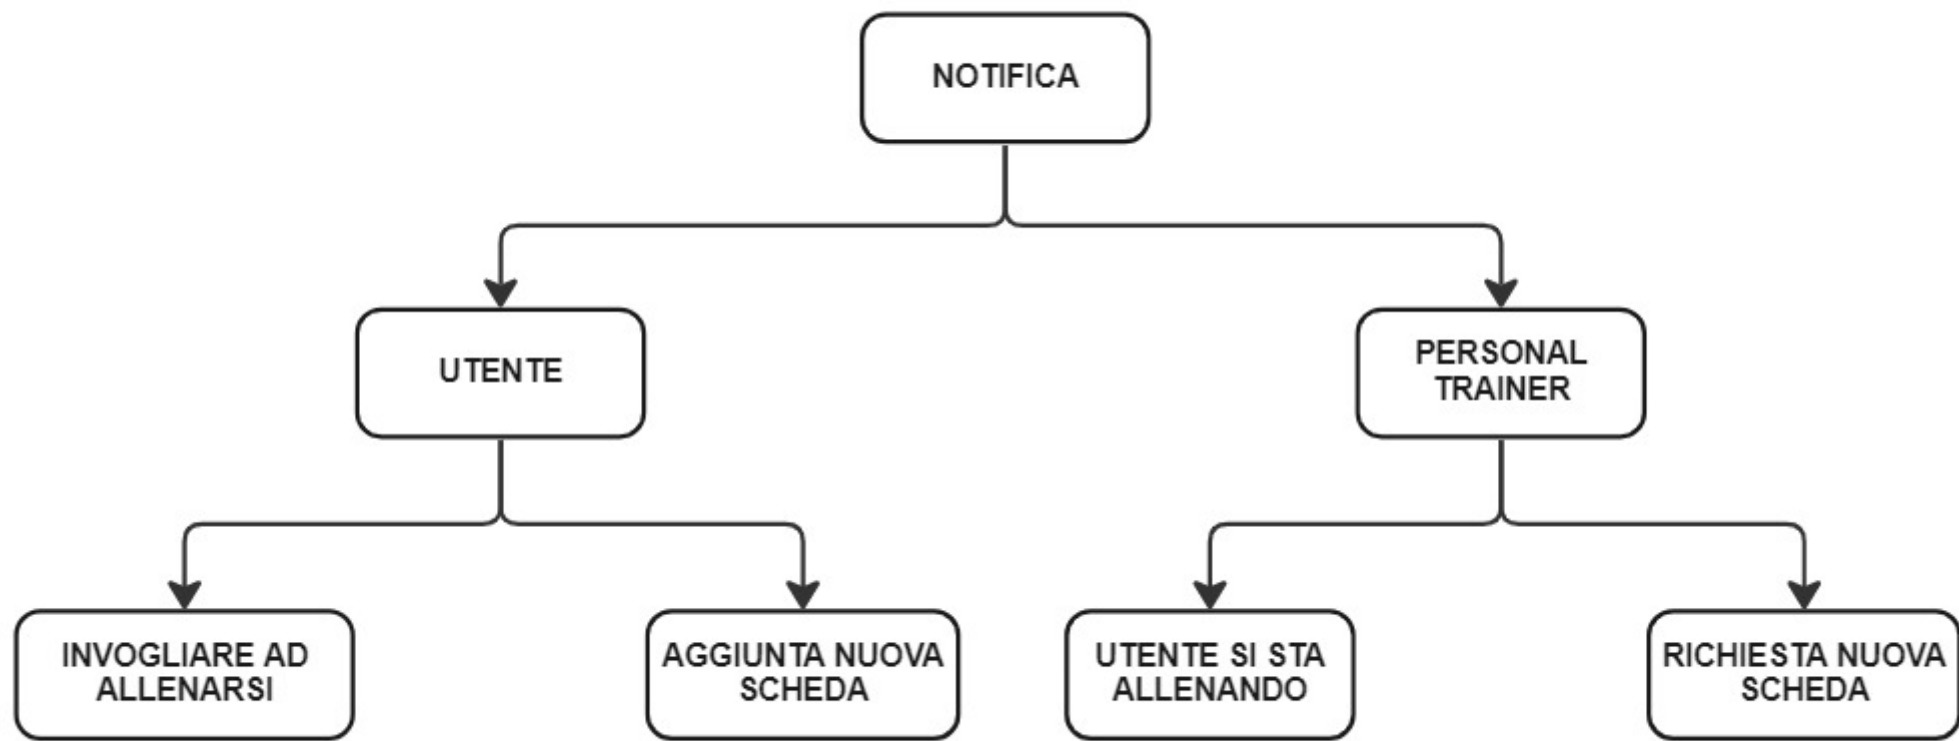 NOTIFICA
UTENTE
PERSONAL
TRAINER
INVOGLIARE AD
ALLENARSI
AGGIUNTA NUOVA
SCHEDA
UTENTE SI STA
ALLENANDO
RICHIESTA NUOVA
SCHEDA